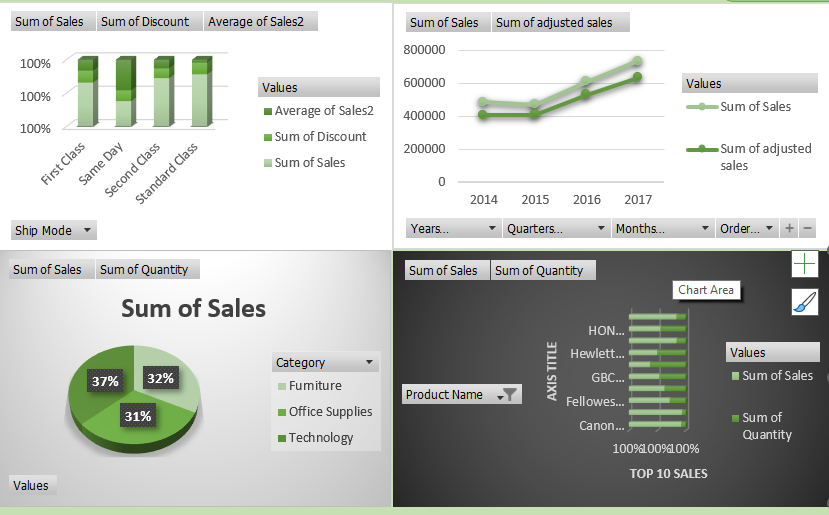 Sum of Sales Sum of Discount Average of Sales2
100%
100%
100%
First Class
Same Day
Second Class
Standard Class
Values
Average of Sales2
Sum of Discount
Sum of Sales
Ship Mode
Sum of Sales Sum of adjusted sales
800000
600000
400000
200000
0
2014 2015 2016 2017
Values
Sum of Sales
Sum of adjusted
sales
Years... Quarters... Months... Order... + −
Sum of Sales Sum of Quantity
Sum of Sales
37% 32%
31%
Category
Furniture
Office Supplies
Technology
Values
Sum of Sales Sum of Quantity
Chart Area
Product Name
AXIS TITLE
HON...
Hewlett...
GBC...
Fellowes...
Canon...
100%100%100%
TOP 10 SALES
Values
Sum of Sales
Sum of
Quantity